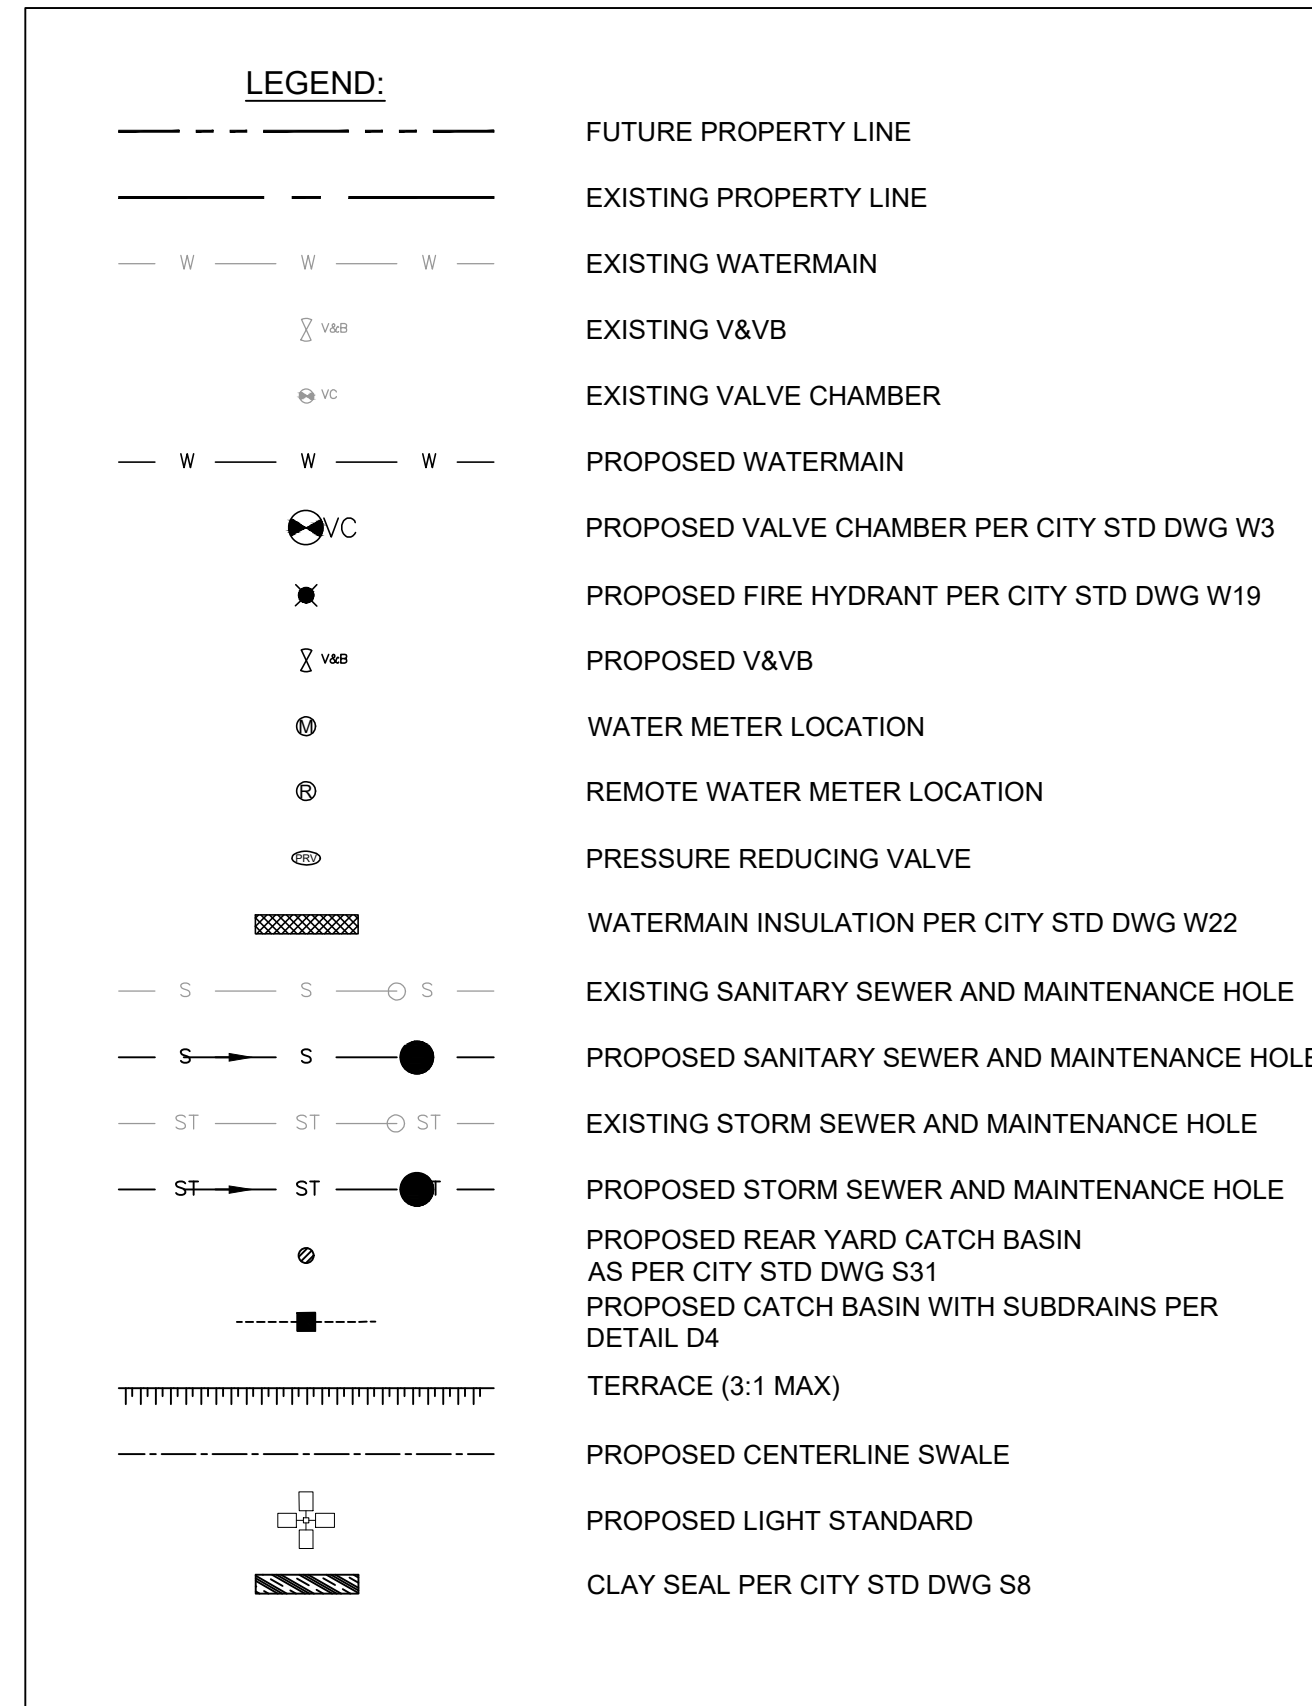 LEGEND:
FUTURE PROPERTY LINE
EXISTING PROPERTY LINE
W W W EXISTING WATERMAIN
V&B EXISTING V&VB
VC EXISTING VALVE CHAMBER
W W W PROPOSED WATERMAIN
VC PROPOSED VALVE CHAMBER PER CITY STD DWG W3
PROPOSED FIRE HYDRANT PER CITY STD DWG W19
V&B PROPOSED V&VB
M WATER METER LOCATION
R REMOTE WATER METER LOCATION
PRV PRESSURE REDUCING VALVE
WATERMAIN INSULATION PER CITY STD DWG W22
S S S EXISTING SANITARY SEWER AND MAINTENANCE HOLE
S S PROPOSED SANITARY SEWER AND MAINTENANCE HOLE
ST ST ST EXISTING STORM SEWER AND MAINTENANCE HOLE
ST ST T PROPOSED STORM SEWER AND MAINTENANCE HOLE
PROPOSED REAR YARD CATCH BASIN
AS PER CITY STD DWG S31
PROPOSED CATCH BASIN WITH SUBDRAINS PER
DETAIL D4
TERRACE (3:1 MAX)
PROPOSED CENTERLINE SWALE
PROPOSED LIGHT STANDARD
CLAY SEAL PER CITY STD DWG S8